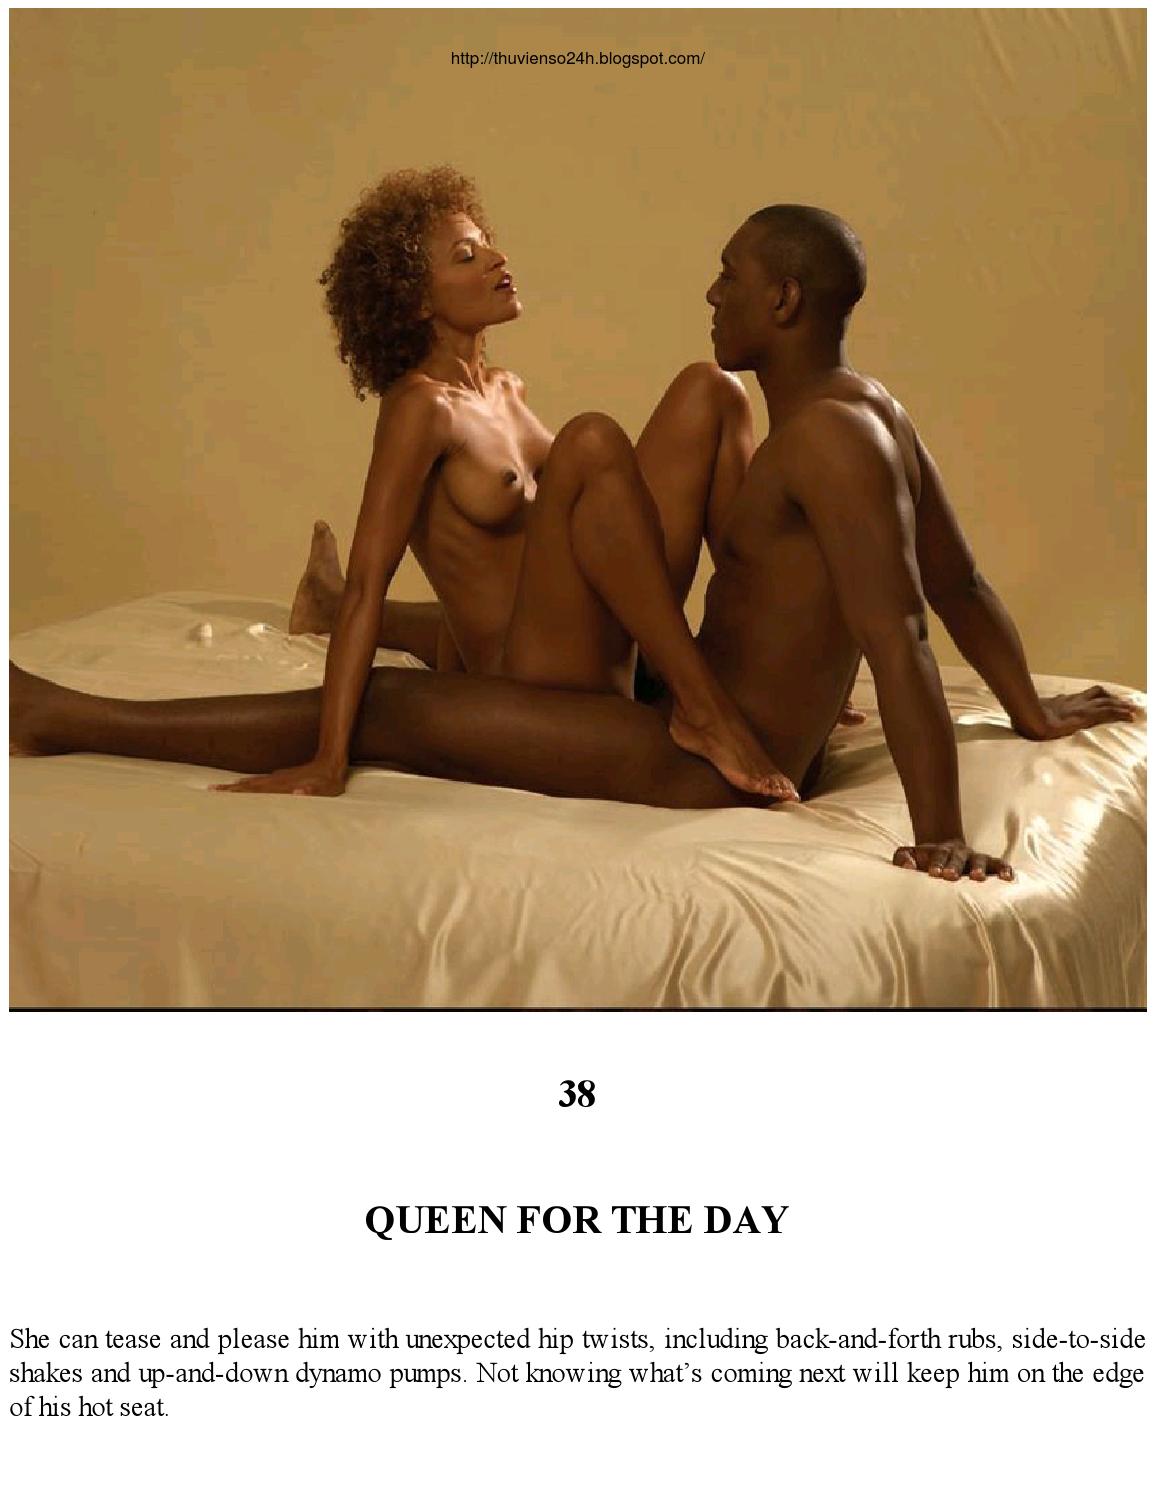 http://thuvienso24h.blogspot.com/
38
QUEEN FOR THE DAY
She can tease and please him with unexpected hip twists, including back-and-forth rubs, side-to-side
shakes and up-and-down dynamo pumps. Not knowing what’s coming next will keep him on the edge
of his hot seat.